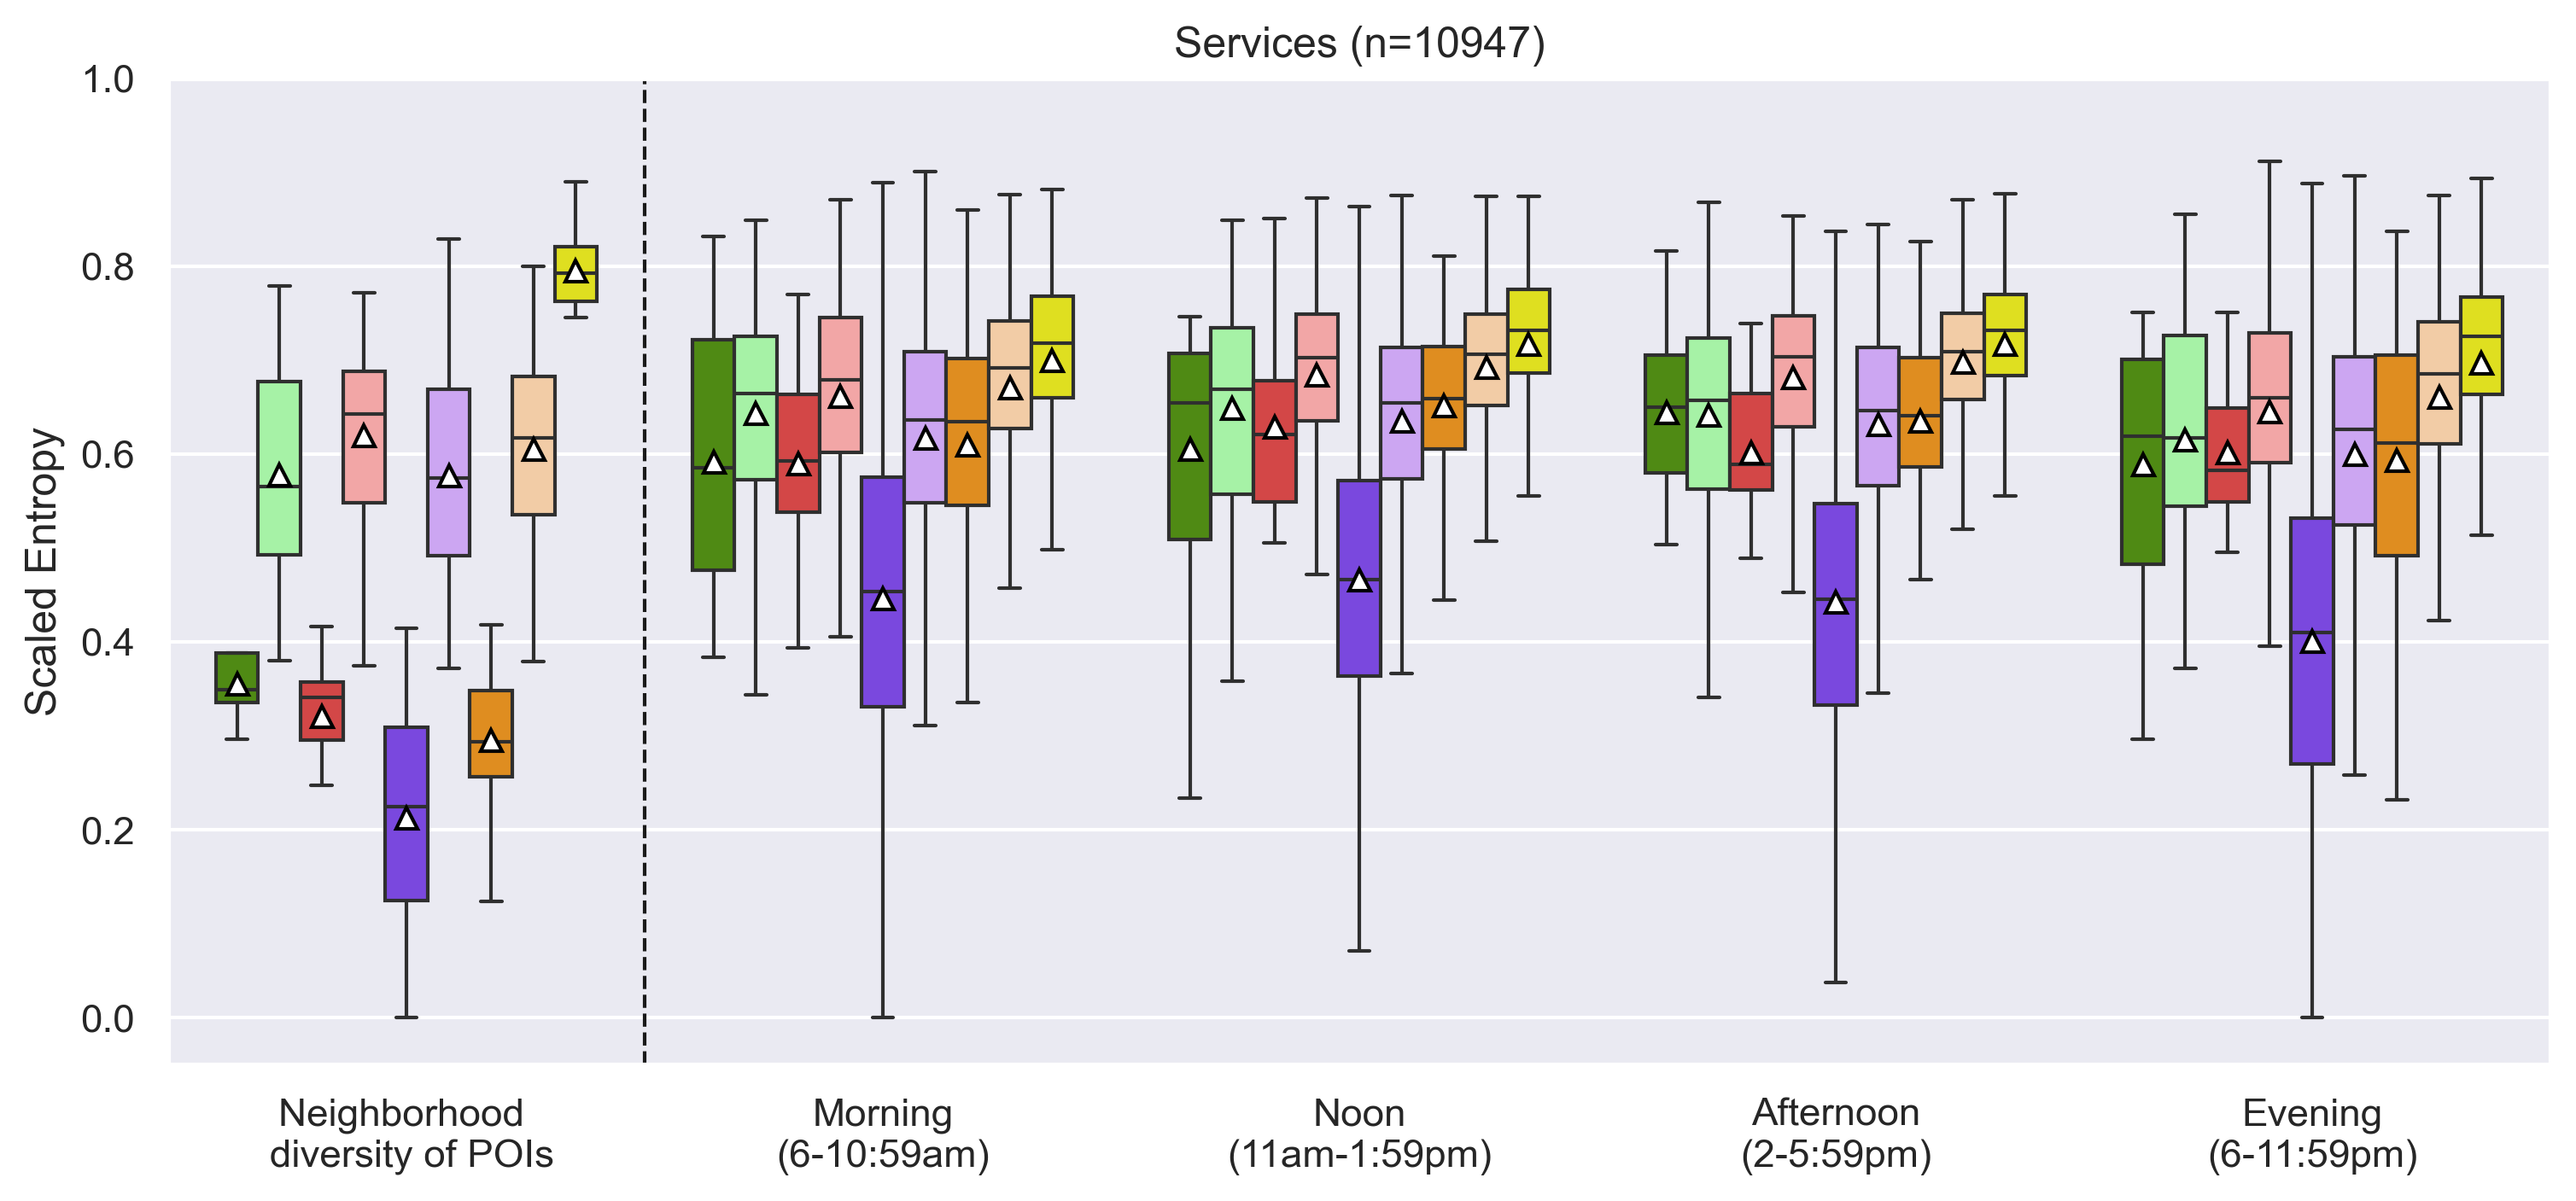 Services (n=10947)
1.0
0.8
0.6
0.4
0.2
0.0
Scaled Entropy
Neighborhood
diversity of POIs
Morning
(6-10:59am)
Noon
(11am-1:59pm)
Afternoon
(2-5:59pm)
Evening
(6-11:59pm)